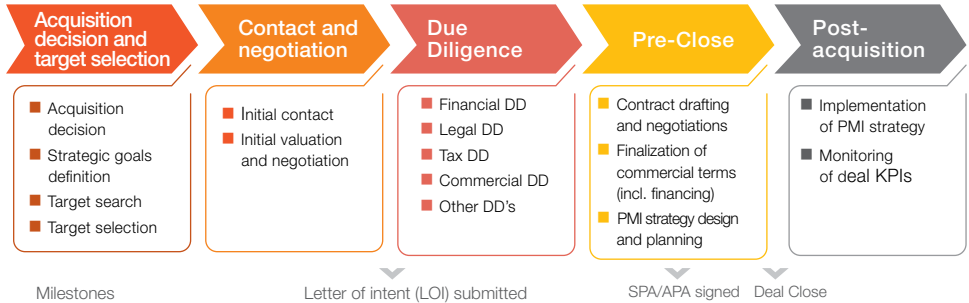 Acquisition
decision and
target selection
Acquisition
decision
Strategic goals
definition
Target search
Target selection
Contact and
negotiation
Initial contact
Initial valuation
and negotiation
Due
Diligence
Financial DD
Legal DD
Tax DD
Commercial DD
Other DD's
Pre-Close
Contract drafting
and negotiations
Finalization of
commercial terms
(incl. financing)
PMI strategy design
and planning
Post-
acquisition
Implementation
of PMI strategy
Monitoring
of deal KPIs
Milestones
Letter of intent (LOI) submitted
SPA/APA signed
Deal Close